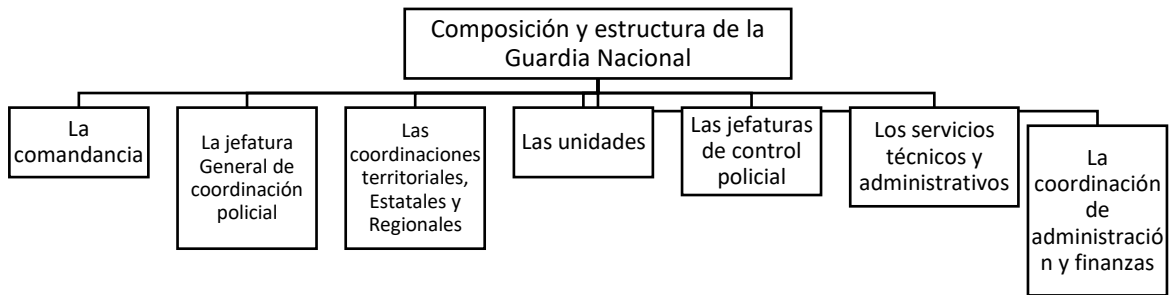 Composición y estructura de la
Guardia Nacional
La
comandancia
La jefatura
General de
coordinación
policial
Las
coordinaciones
territoriales,
Estatales y
Regionales
Las unidades
Las jefaturas
de control
policial
Los servicios
técnicos y
administrativos
La
coordinación
de
administració
n y finanzas